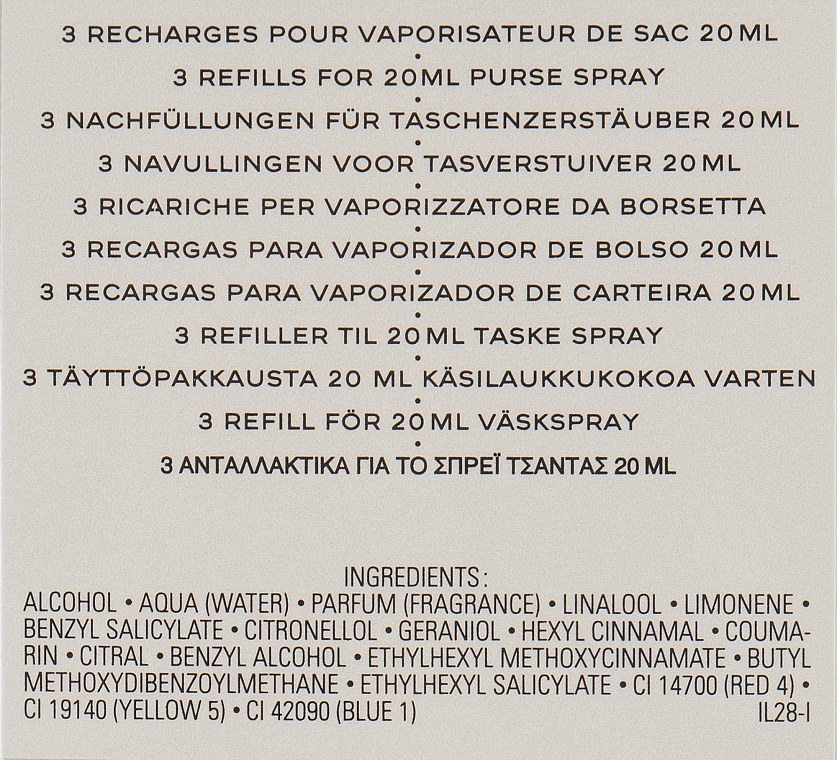 3 RECHARGES POUR VAPORISATEUR DE SAC 20 ML
•
3 REFILLS FOR 20ML PURSE SPRAY
•
3 NACHFÜLLUNGEN FÜR TASCHENZERSTÄUBER 20 ML
•
3 NAVULLINGEN VOOR TASVERSTUIVER 20 ML
•
3 RICARICHE PER VAPORIZZATORE DA BORSETTA
•
3 RECARGAS PARA VAPORIZADOR DE BOLSO 20 ML
•
3 RECARGAS PARA VAPORIZADOR DE CARTEIRA 20 ML
•
3 REFILLER TIL 20 ML TASKE SPRAY
•
3 TÄYTTÖPAKKAUSTA 20 ML KÄSILAUKKUKOKOA VARTEN
•
3 REFILL FÖR 20 ML VÄSKSPRAY
•
3 ΑΝΤΑΛΛΑΚΤΙΚΑ ΓΙΑ ΤΟ ΣΠΡΕΪ ΤΣΑΝΤΑΣ 20 ML
INGREDIENTS:
ALCOHOL • AQUA (WATER) • PARFUM (FRAGRANCE) • LINALOOL • LIMONENE •
BENZYL SALICYLATE • CITRONELLOL • GERANIOL • HEXYL CINNAMAL • COUMA-
RIN • CITRAL • BENZYL ALCOHOL • ETHYLHEXYL METHOXYCINNAMATE • BUTYL
METHOXYDIBENZOYLMETHANE • ETHYLHEXYL SALICYLATE • CI 14700 (RED 4) •
CI 19140 (YELLOW 5) • CI 42090 (BLUE 1) IL28-I